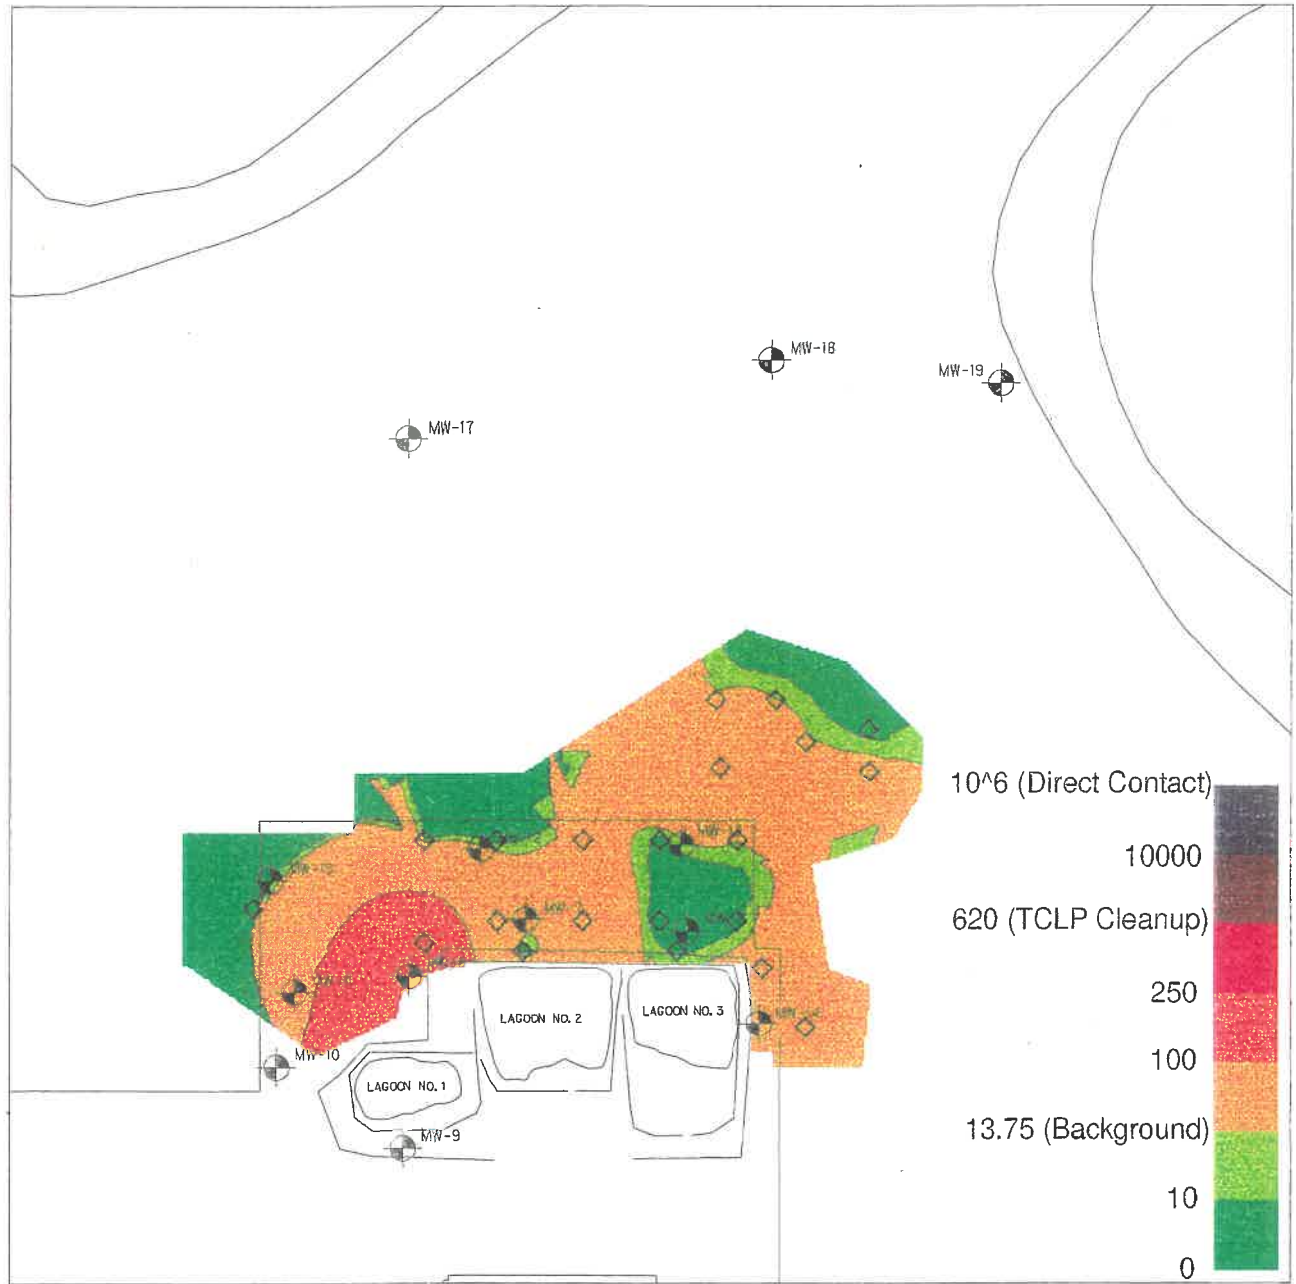 MW-18
MW-19
MW-17
10^6 (Direct Contact)
10000
620 (TCLP Cleanup)
250
100
13.75 (Background)
10
0
LAGOON NO. 2
LAGOON NO. 3
MW-10
LAGOON NO. 1
MW-9